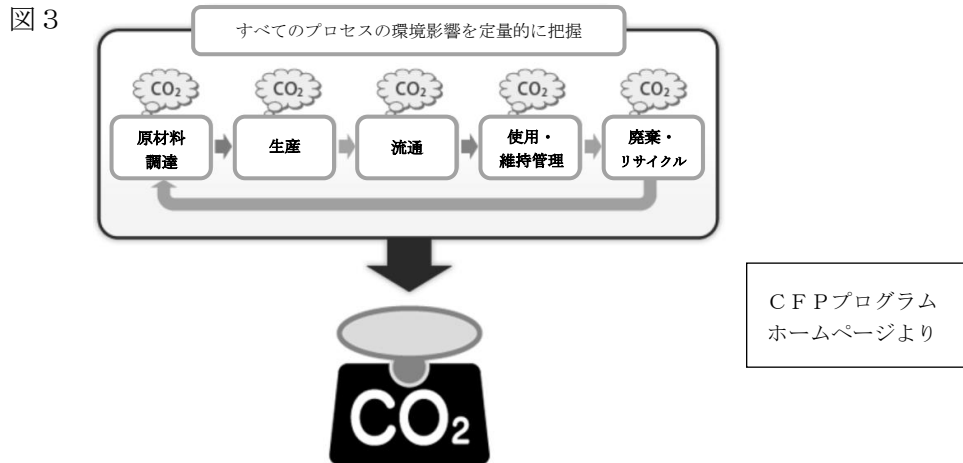 図３
すべてのプロセスの環境影響を定量的に把握
CO₂
CO₂
CO₂
CO₂
CO₂
原材料
調達
生産
流通
使用・
維持管理
廃棄・
リサイクル
ＣＦＰプログラム
ホームページより
CO₂